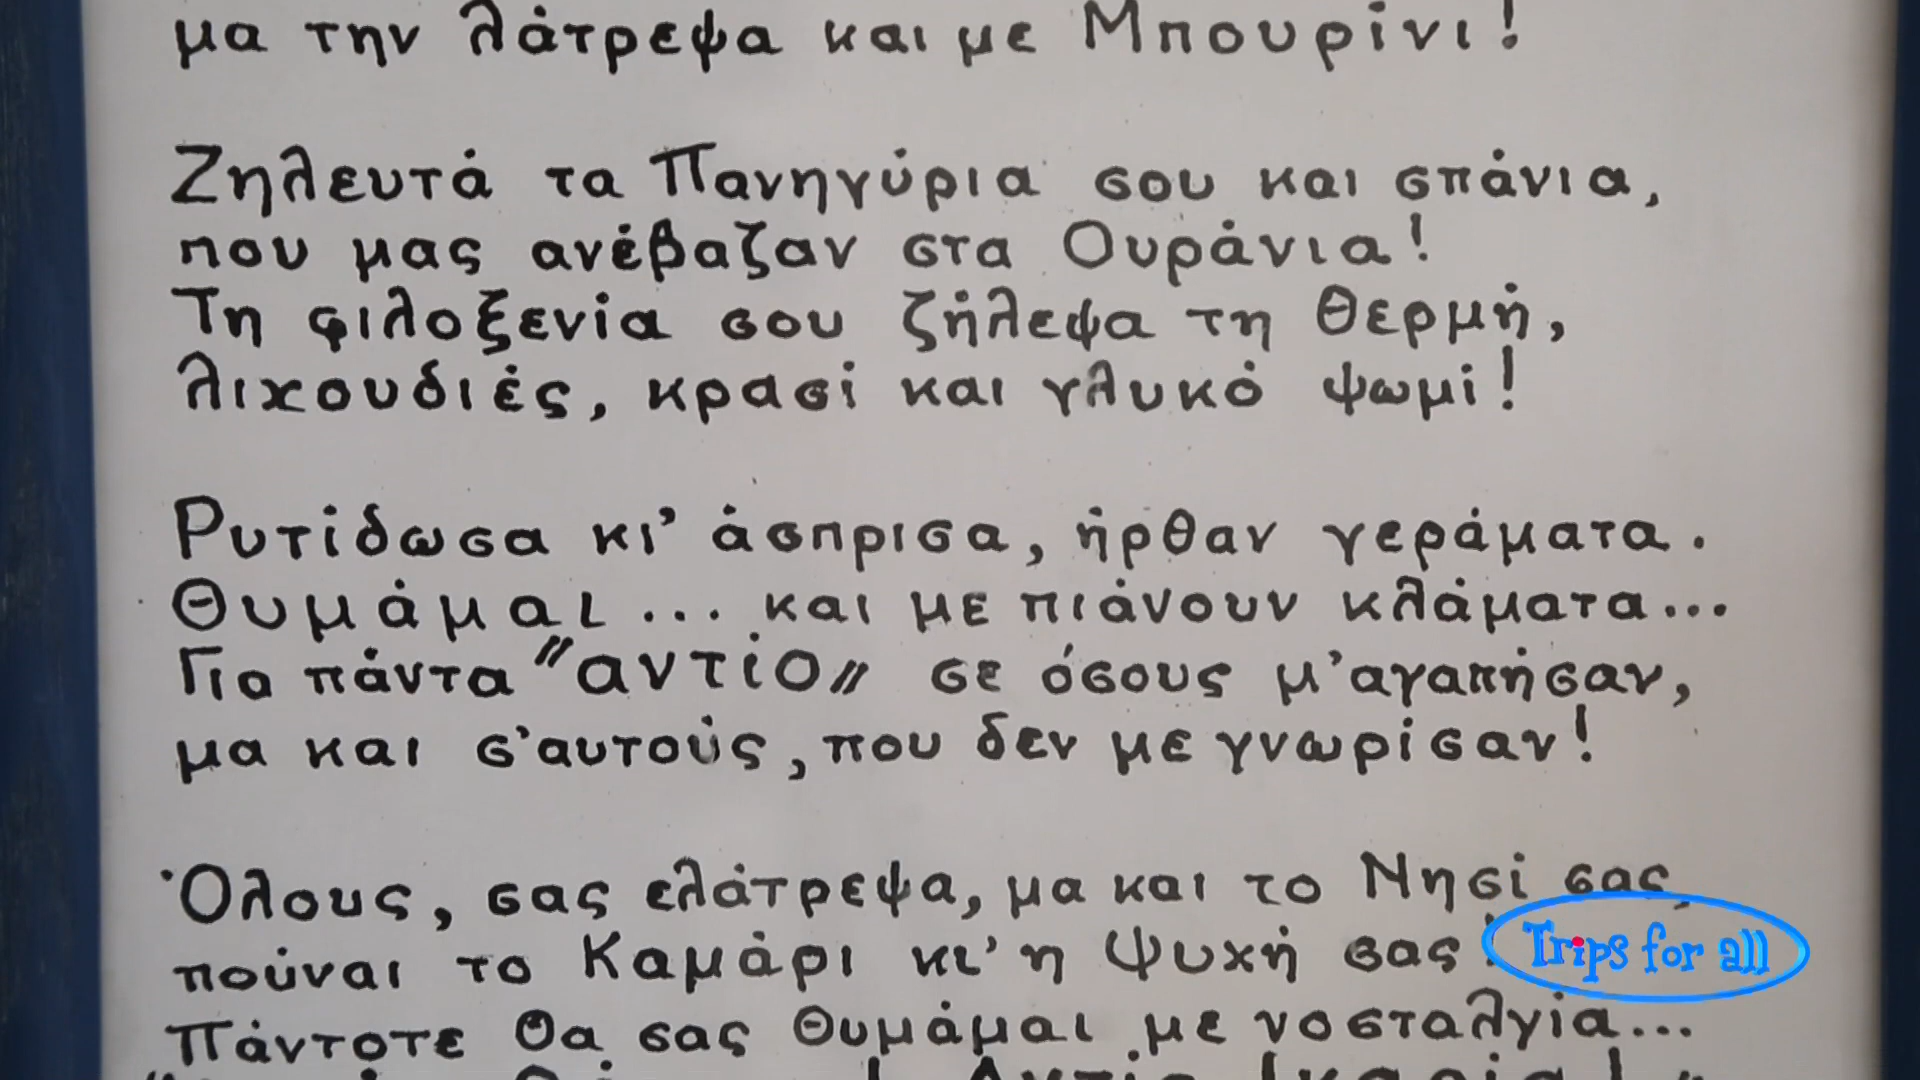 μα την λάτρεψα και με Μπουρίνι!
Ζηλευτά τα Πανηγύρια σου και σπάνια,
που μας ανέβαζαν στα Ουράνια!
Τη φιλοξενία σου ζήλεψα τη θερμή,
λιχουδιές, κρασί και γλυκό ψωμί!
Ρυτίδωσα κι' άσπρισα, ήρθαν γεράματα.
Θυμάμαι... και με πιάνουν κλάματα...
Για πάντα "αντίο" σε όσους μ'αγαπήσαν,
μα και σ'αυτούς, που δεν με γνωρίσαν!
Όλους, σας ελάτρεψα, μα και το Νησί σας,
πούναι το Καμάρι κι' η Ψυχή σας!
Πάντοτε θα σας θυμάμαι με νοσταλγία...
Trips for all